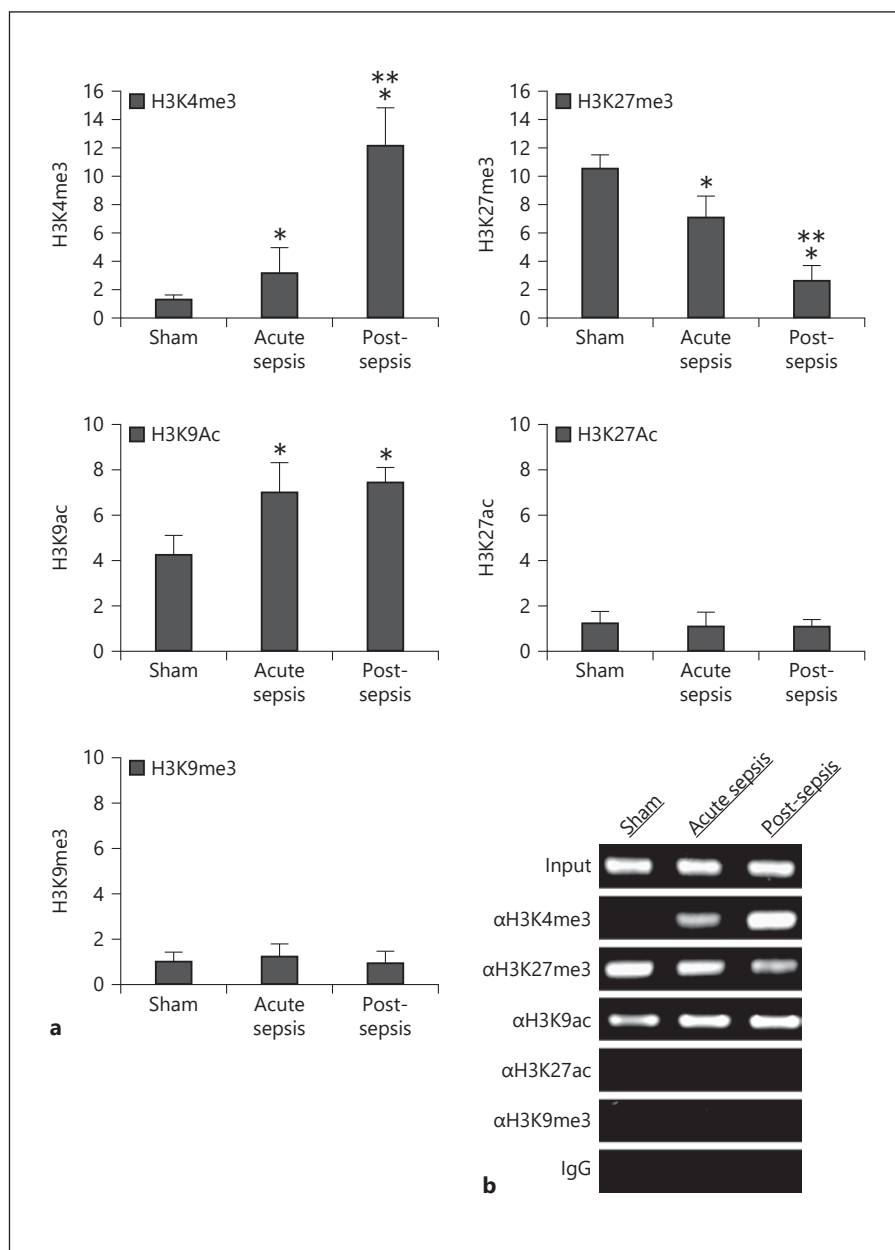 H3K4me3
**
*
16
14
12
10
8
6
4
2
0
H3K4me3
Sham
Acute sepsis
Post-sepsis
H3K27me3
*
**
*
16
14
12
10
8
6
4
2
0
H3K27me3
Sham
Acute sepsis
Post-sepsis
H3K9Ac
*
*
10
8
6
4
2
0
H3K9ac
Sham
Acute sepsis
Post-sepsis
H3K27Ac
10
8
6
4
2
0
H3K27ac
Sham
Acute sepsis
Post-sepsis
H3K9me3
10
8
6
4
2
0
H3K9me3
Sham
Acute sepsis
Post-sepsis
a
Sham
Acute sepsis
Post-sepsis
Input
αH3K4me3
αH3K27me3
αH3K9ac
αH3K27ac
αH3K9me3
IgG
b